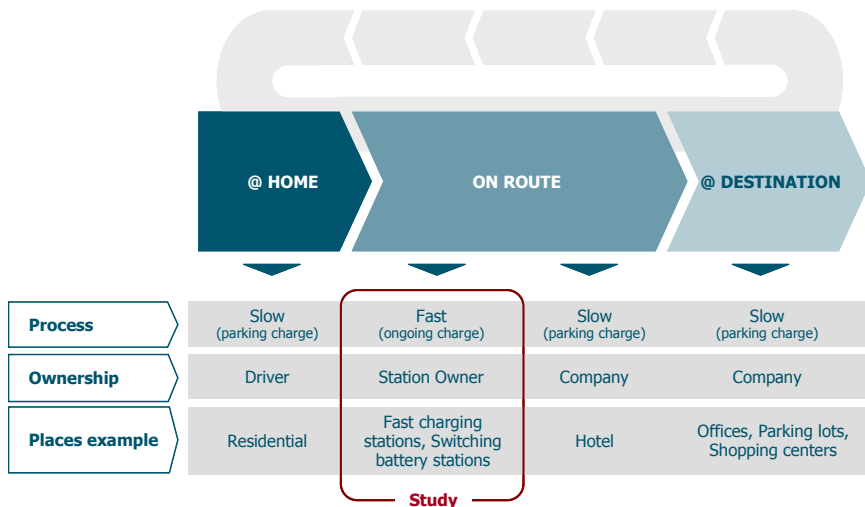 @ HOME
ON ROUTE
@ DESTINATION
Process
Slow
(parking charge)
Fast
(ongoing charge)
Slow
(parking charge)
Slow
(parking charge)
Ownership
Driver
Station Owner
Company
Company
Places example
Residential
Fast charging
stations, Switching
battery stations
Hotel
Offices, Parking lots,
Shopping centers
Study